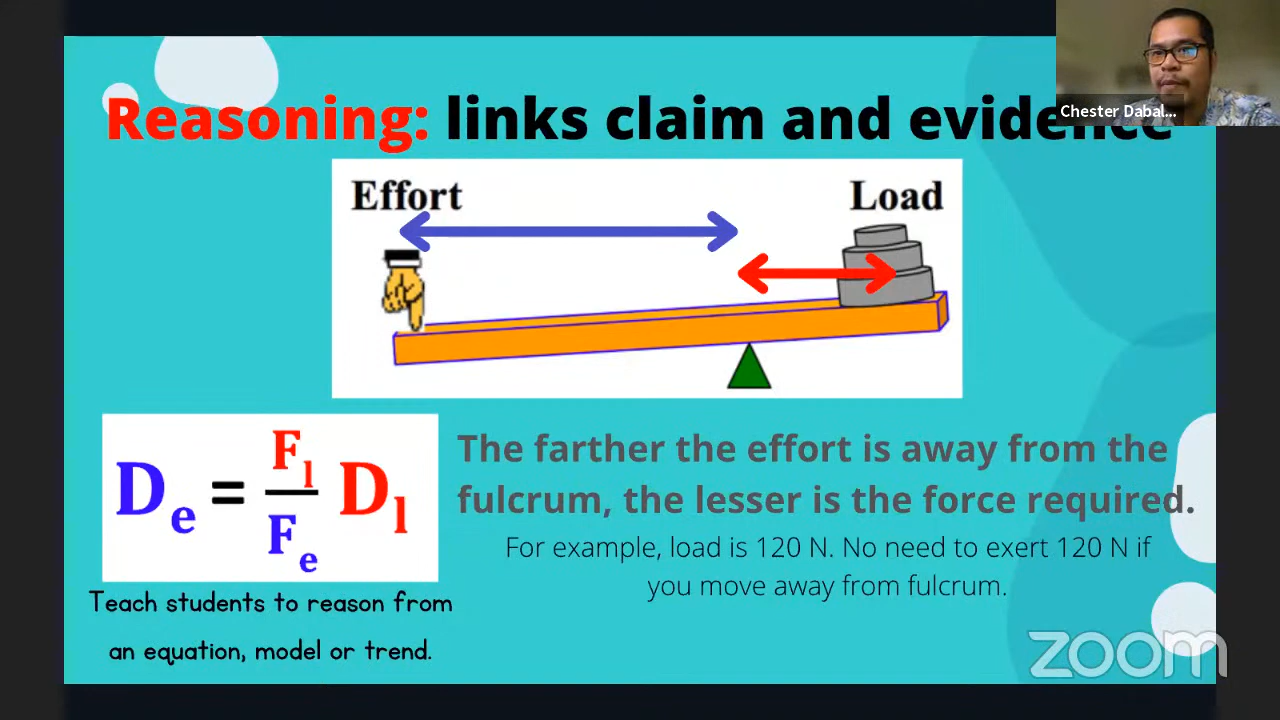 Reasoning: links claim and evidence
Chester Dabal...
Effort
Load
De = Fl/Fe Dl
The farther the effort is away from the
fulcrum, the lesser is the force required.
For example, load is 120 N. No need to exert 120 N if
you move away from fulcrum.
Teach students to reason from
an equation, model or trend.
zoom